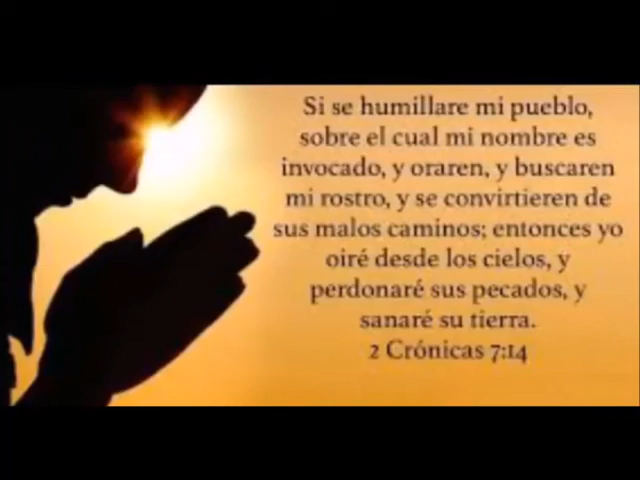 Si se humillare mi pueblo,
sobre el cual mi nombre es
invocado, y oraren, y buscaren
mi rostro, y se convirtieren de
sus malos caminos; entonces yo
oiré desde los cielos, y
perdonaré sus pecados, y
sanaré su tierra.
2 Crónicas 7:14